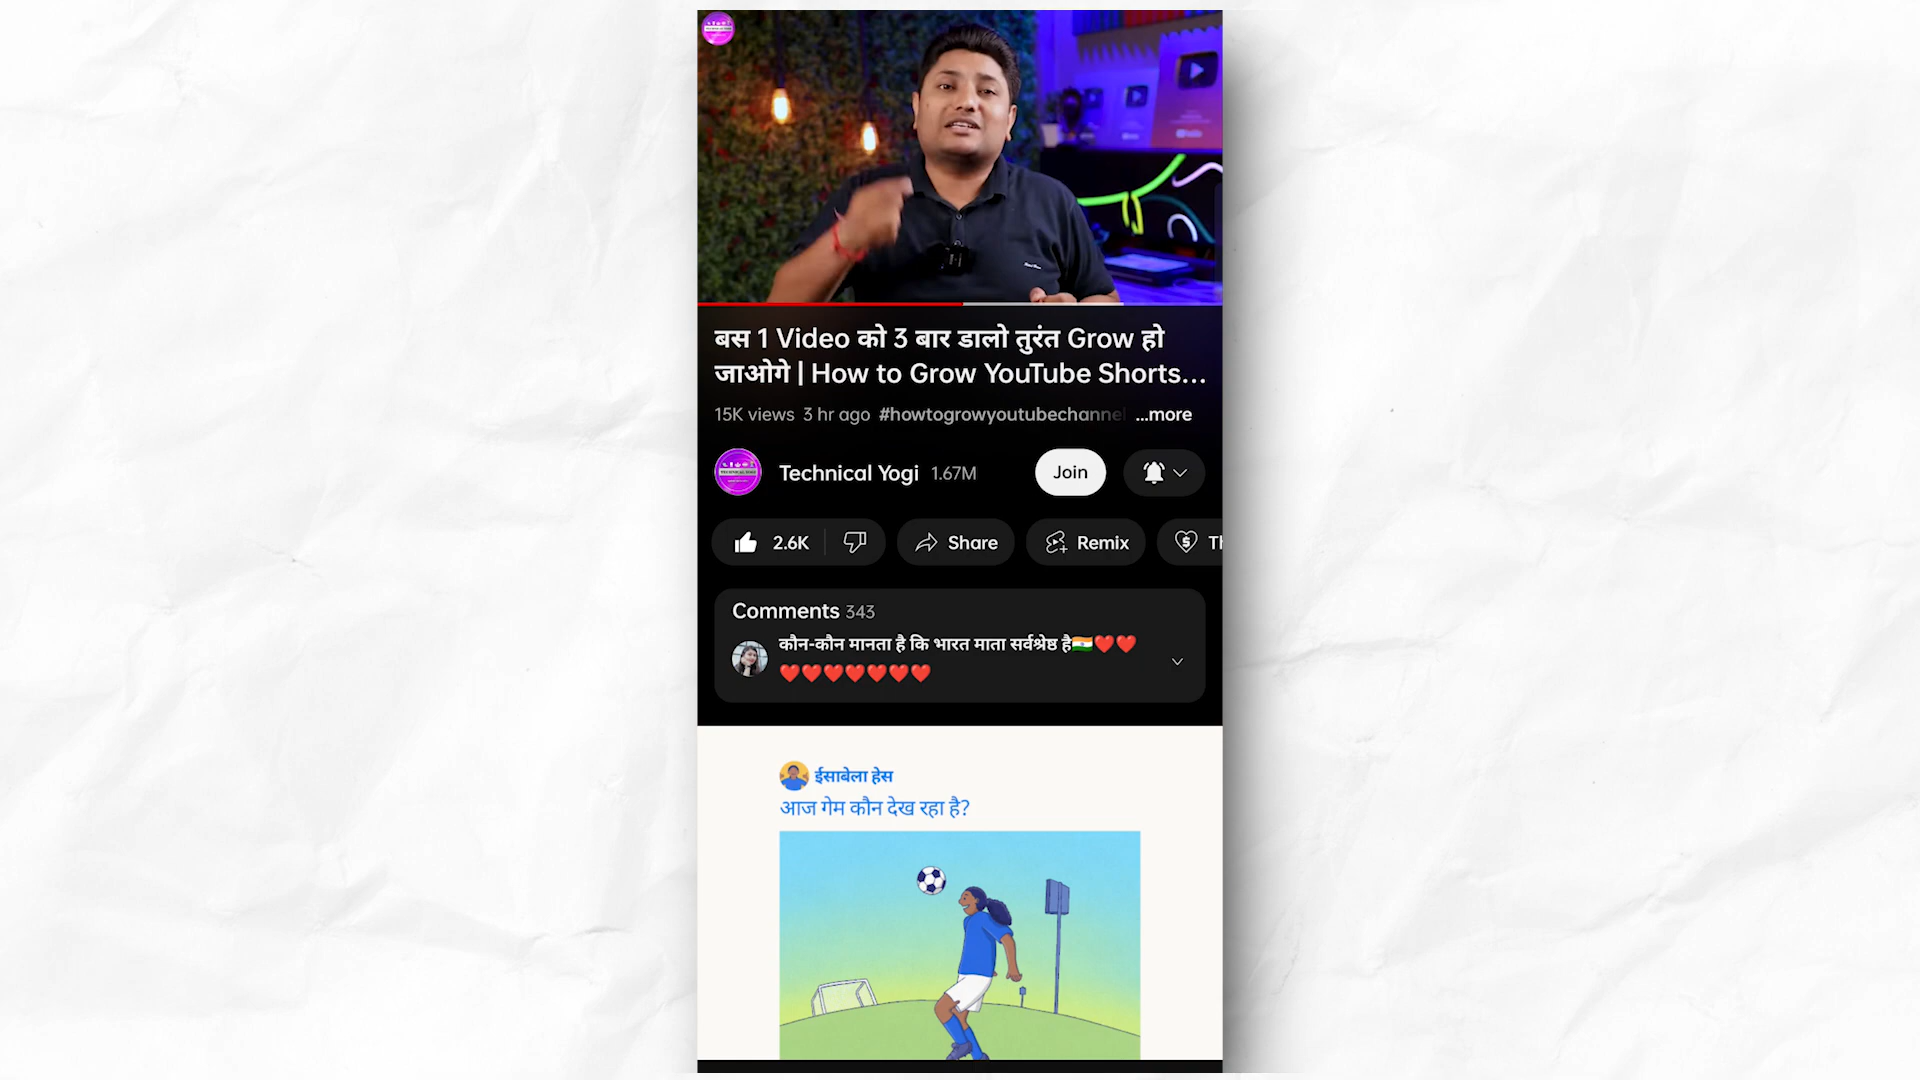 बस 1 Video को 3 बार डालो तुरंत Grow हो
जाओगे | How to Grow YouTube Shorts...
15K views 3 hr ago #howtogrowyoutubechannel ...more
Technical Yogi 1.67M
Join
2.6K
Share
Remix
Th
Comments 343
कौन-कौन मानता है कि भारत माता सर्वश्रेष्ठ है🇮🇳❤️❤️
❤️❤️❤️❤️❤️❤️❤️
ईसाबेला हेस
आज गेम कौन देख रहा है?